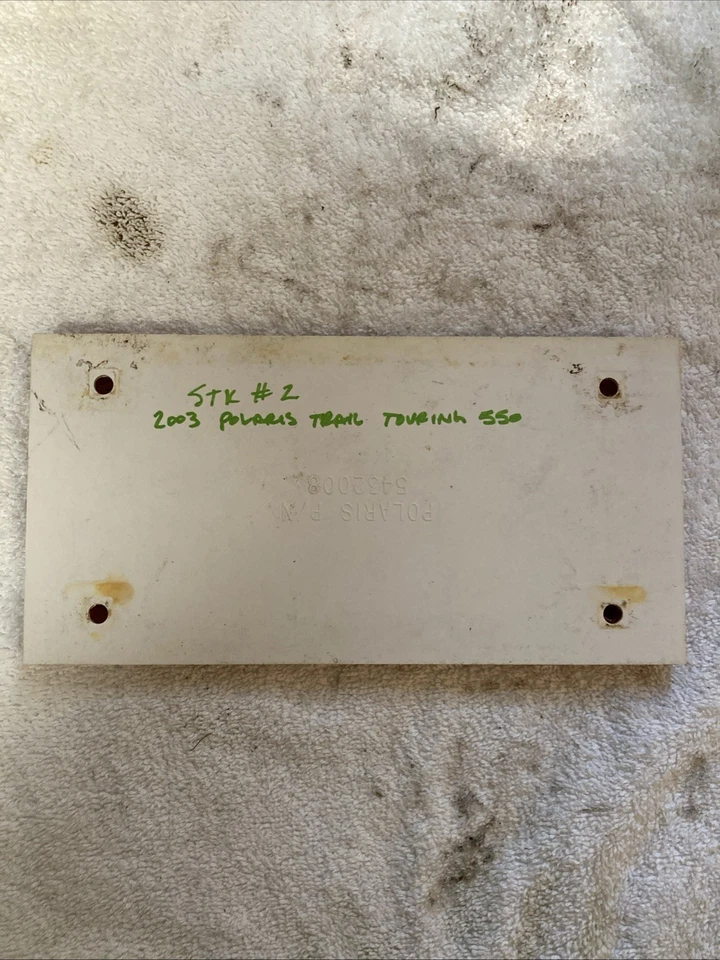 STK # 2
2003 POLARIS TRAIL TOURING 550
POLARIS P/N
5432008